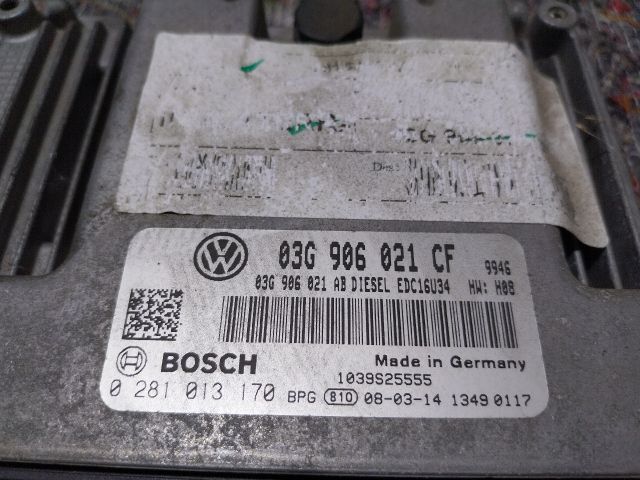 03G 906 021 CF 9946
03G 906 021 AB DIESEL EDC16U34 HW: H08
BOSCH Made in Germany
1039S25555
0 281 013 170 BPG 810 08-03-14 1349 0117